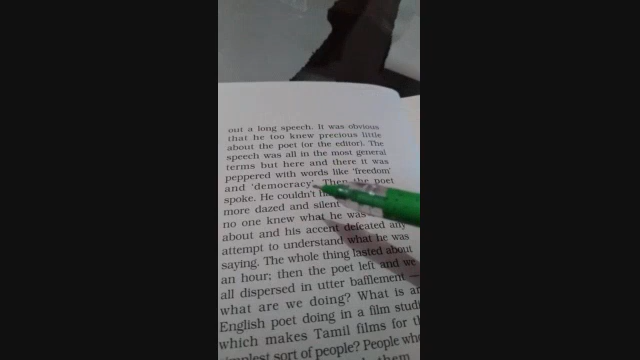 out a long speech. It was obvious
that he too knew precious little
about the poet (or the editor). The
speech was all in the most general
terms but here and there it was
peppered with words like 'freedom'
and 'democracy'. Then the poet
spoke. He couldn't
more dazed and silent
no one knew what he was
about and his accent defeated any
attempt to understand what he was
saying. The whole thing lasted about
an hour; then the poet left and we
all dispersed in utter bafflement —
what are we doing? What is an
English poet doing in a film
which makes Tamil films for
simplest sort of people? People who
them